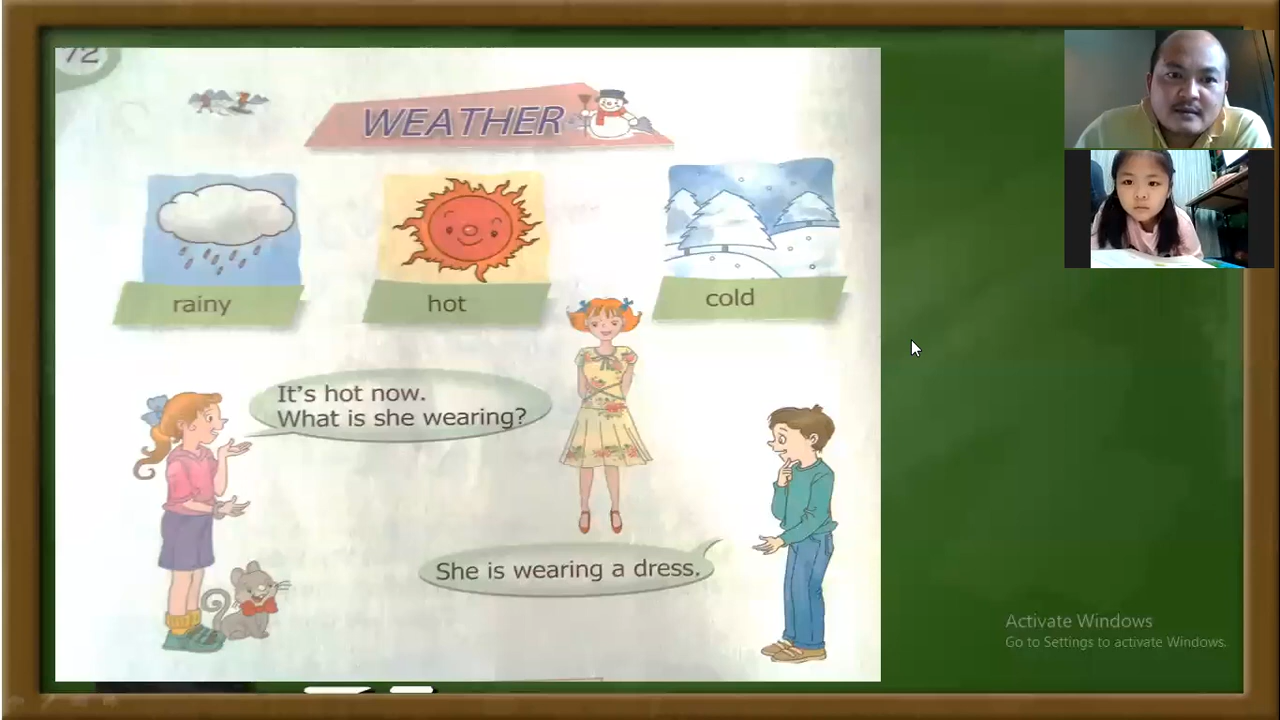 72
WEATHER
rainy
hot
cold
It's hot now.
What is she wearing?
She is wearing a dress.
Activate Windows
Go to Settings to activate Windows.